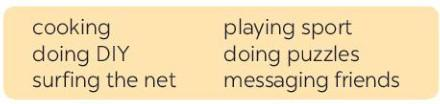 cooking playing sport
doing DIY doing puzzles
surfing the net messaging friends